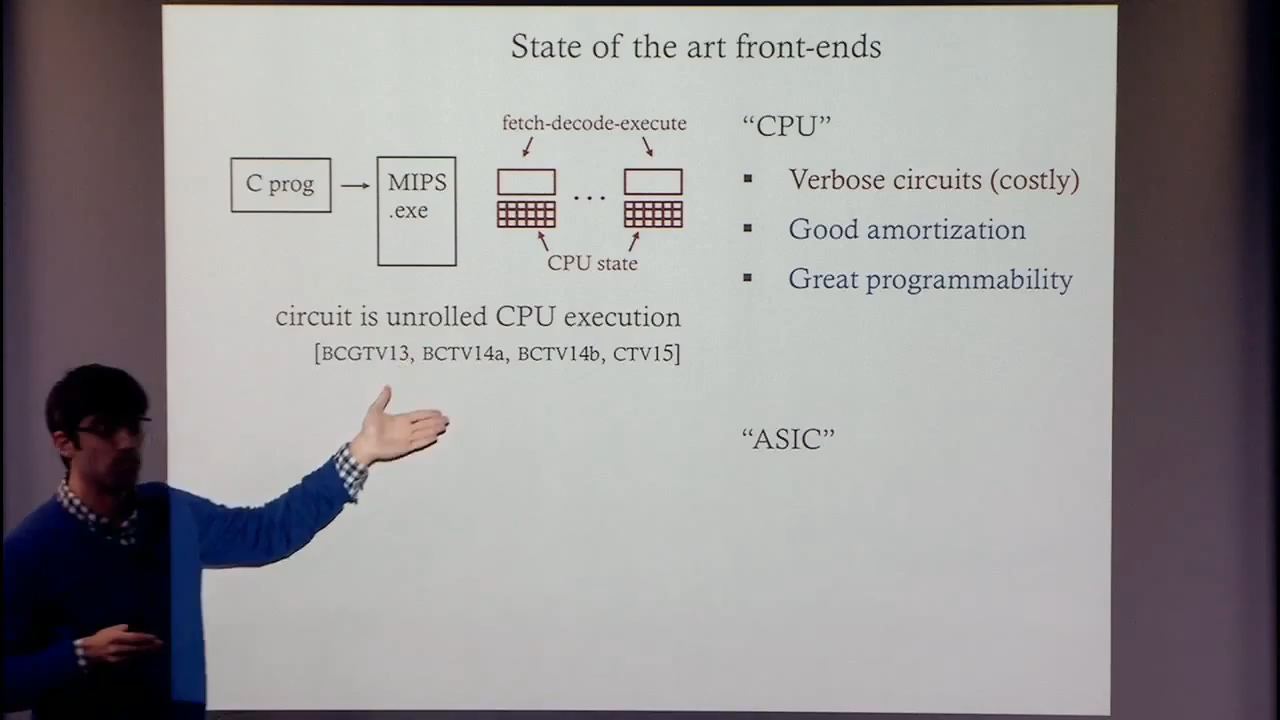 State of the art front-ends
fetch-decode-execute
C prog
MIPS
.exe
...
CPU state
circuit is unrolled CPU execution
[BCGTV13, BCTV14a, BCTV14b, CTV15]
“CPU”
▪ Verbose circuits (costly)
▪ Good amortization
▪ Great programmability
“ASIC”